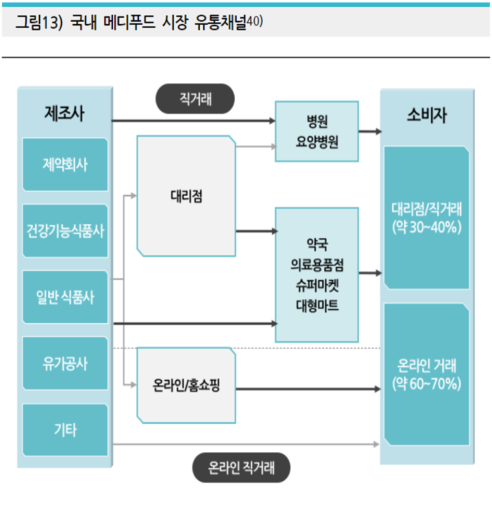 그림13) 국내 메디푸드 시장 유통채널40)
제조사
제약회사
건강기능식품사
일반 식품사
유가공사
기타
직거래
대리점
온라인/홈쇼핑
병원
요양병원
약국
의료용품점
슈퍼마켓
대형마트
소비자
대리점/직거래
(약 30~40%)
온라인 거래
(약 60~70%)
온라인 직거래